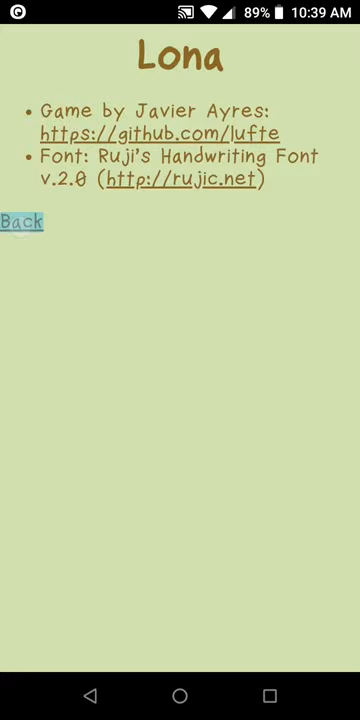 89% 10:39 AM
Lona
• Game by Javier Ayres:
https://github.com/lufte
• Font: Ruji's Handwriting Font
v.2.0 (http://rujic.net)
Back